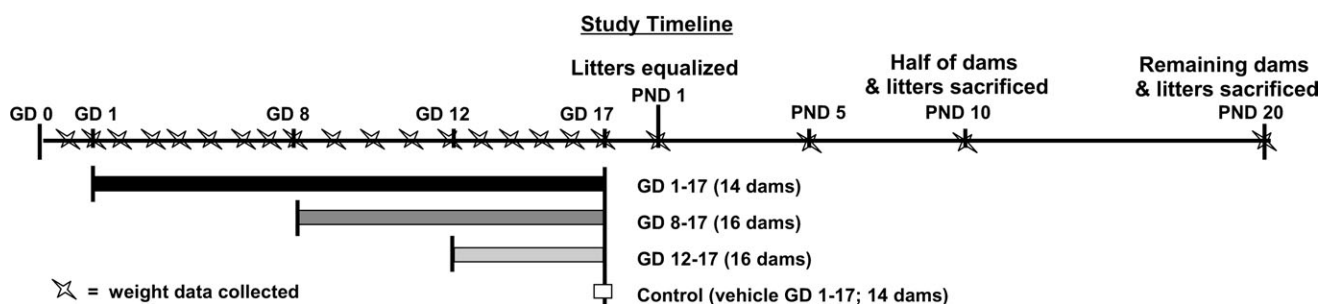 Study Timeline
Litters equalized
Half of dams
& litters sacrificed
Remaining dams
& litters sacrificed
GD 0 GD 1 GD 8 GD 12 GD 17 PND 1 PND 5 PND 10 PND 20
GD 1-17 (14 dams)
GD 8-17 (16 dams)
GD 12-17 (16 dams)
= weight data collected
Control (vehicle GD 1-17; 14 dams)